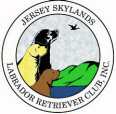 JERSEY SKYLANDS
LABRADOR RETRIEVER CLUB, INC.